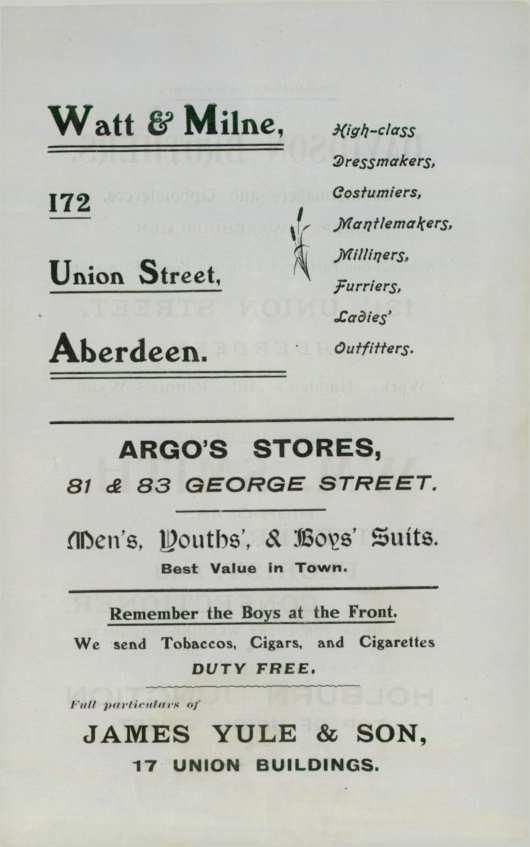 Watt & Milne,
172
Union Street,
Aberdeen.
High-class
Dressmakers,
Costumiers,
Mantlemakers,
Milliners,
Furriers,
Ladies'
Outfitters.
ARGO'S STORES,
81 & 83 GEORGE STREET.
Men's, Youths', & Boys' Suits.
Best Value in Town.
Remember the Boys at the Front.
We send Tobaccos, Cigars, and Cigarettes
DUTY FREE.
Full particulars of
JAMES YULE & SON,
17 UNION BUILDINGS.